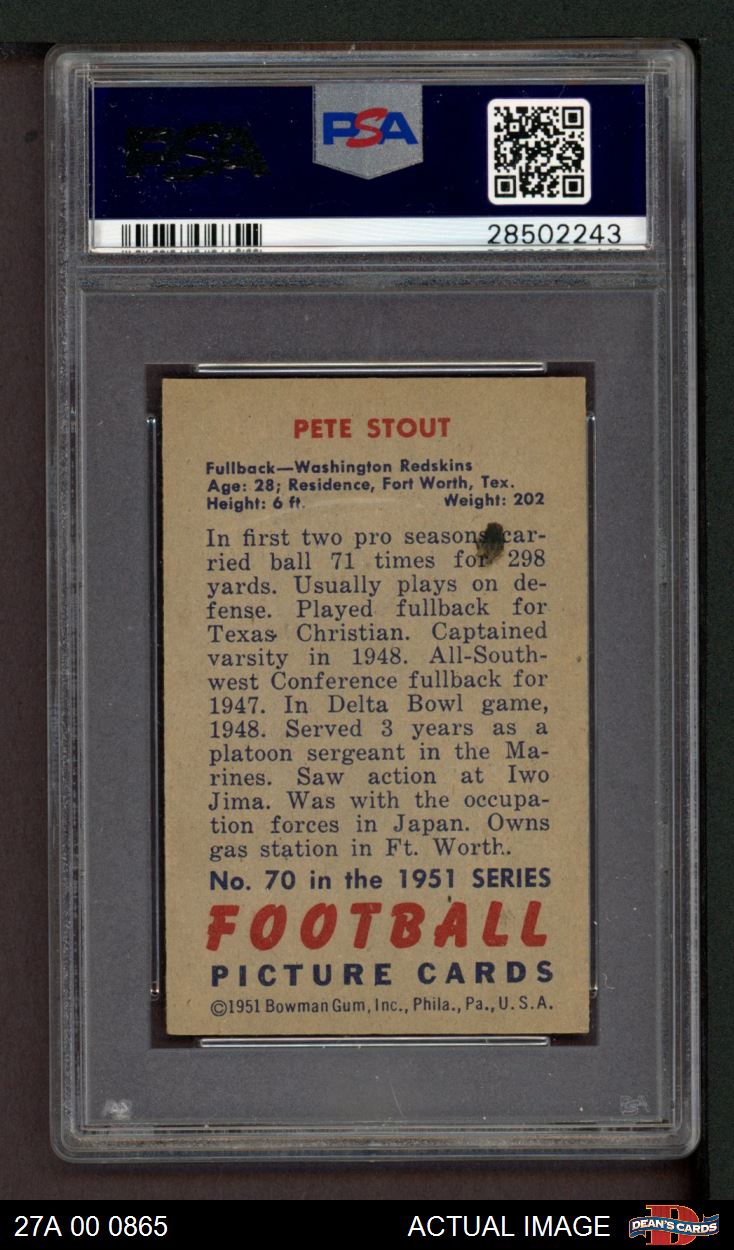 PSA
PSA
28502243
PETE STOUT
Fullback—Washington Redskins
Age: 28; Residence, Fort Worth, Tex.
Height: 6 ft. Weight: 202
In first two pro seasons car-
ried ball 71 times for 298
yards. Usually plays on de-
fense. Played fullback for
Texas Christian. Captained
varsity in 1948. All-South-
west Conference fullback for
1947. In Delta Bowl game,
1948. Served 3 years as a
platoon sergeant in the Ma-
rines. Saw action at Iwo
Jima. Was with the occupa-
tion forces in Japan. Owns
gas station in Ft. Worth.
No. 70 in the 1951 SERIES
FOOTBALL
PICTURE CARDS
©1951 Bowman Gum, Inc., Phila., Pa., U.S.A.
PSA
27A 00 0865
ACTUAL IMAGE
DEAN'S CARDS